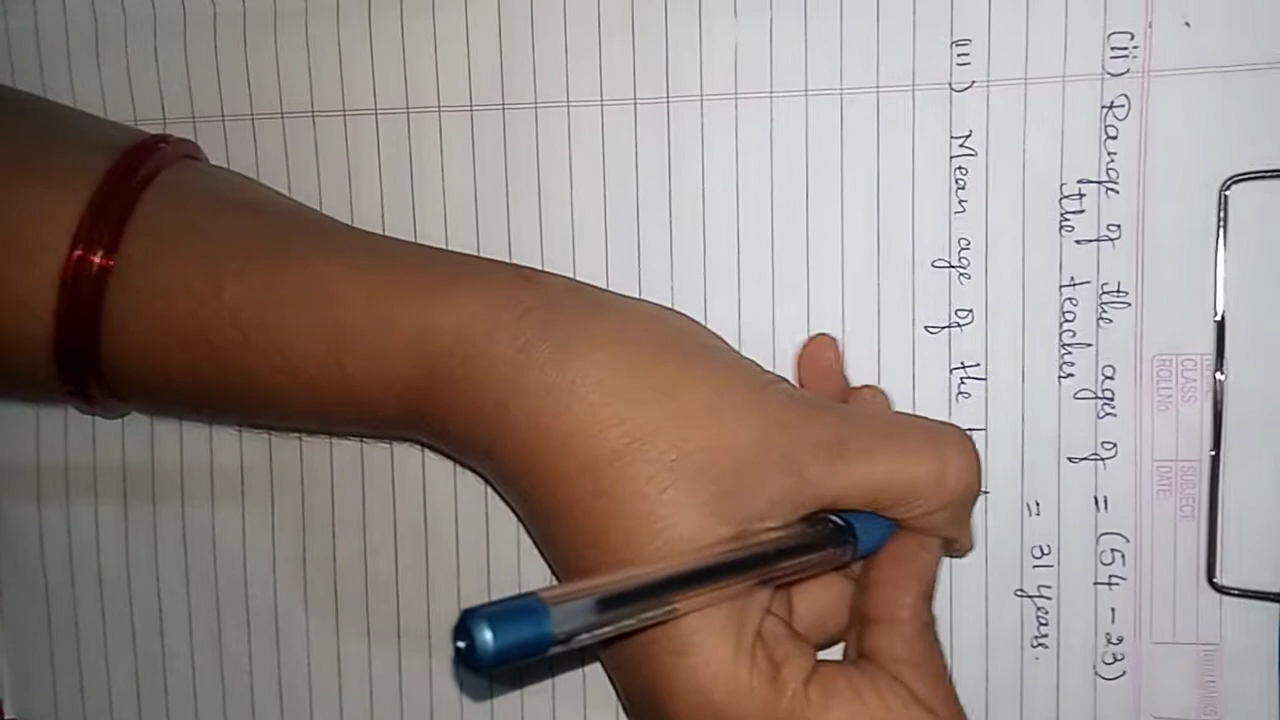 CLASS SUBJECT
ROLL No. DATE
(ii) Range of the ages of = (54 - 23)
the teaches
= 31 years.
(iii) Mean age of the